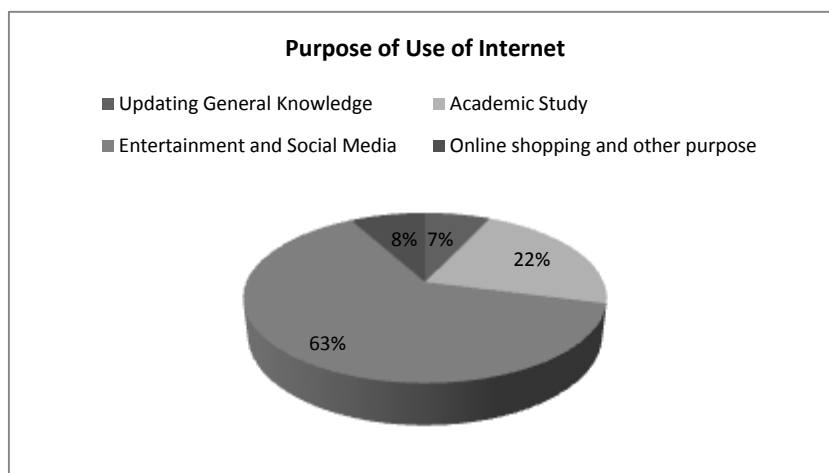 Purpose of Use of Internet
Updating General Knowledge Academic Study
Entertainment and Social Media Online shopping and other purpose
8% 7%
22%
63%